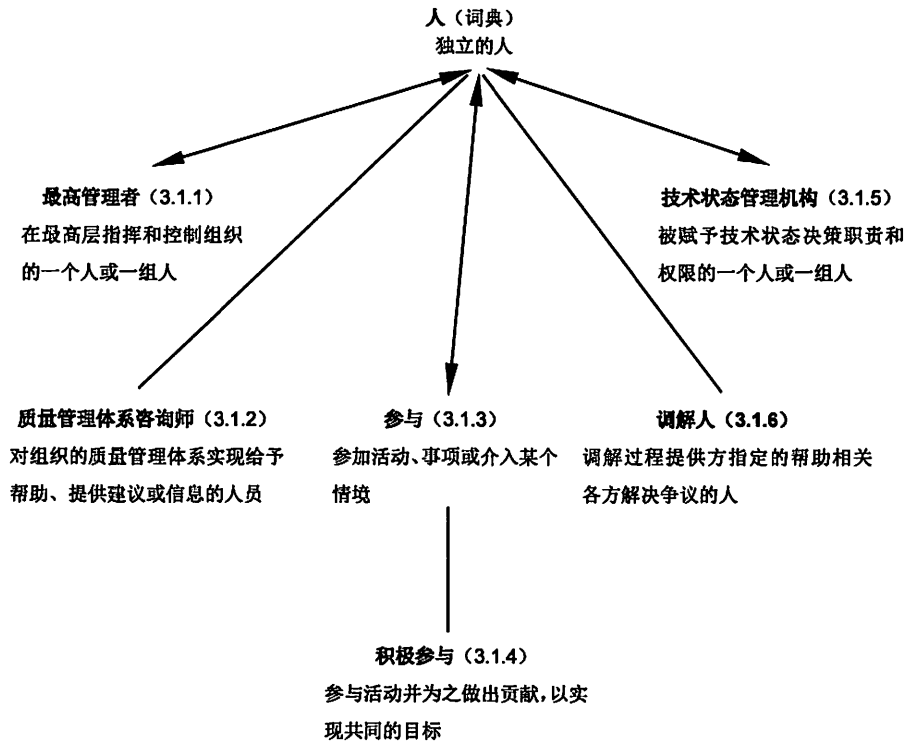 人（词典）
独立的人
最高管理者（3.1.1）
在最高层指挥和控制组织
的一个人或一组人
技术状态管理机构（3.1.5）
被赋予技术状态决策职责和
权限的一个人或一组人
质量管理体系咨询师（3.1.2）
对组织的质量管理体系实现给予
帮助、提供建议或信息的人员
参与（3.1.3）
参加活动、事项或介入某个
情境
调解人（3.1.6）
调解过程提供方指定的帮助相关
各方解决争议的人
积极参与（3.1.4）
参与活动并为之做出贡献，以实
现共同的目标